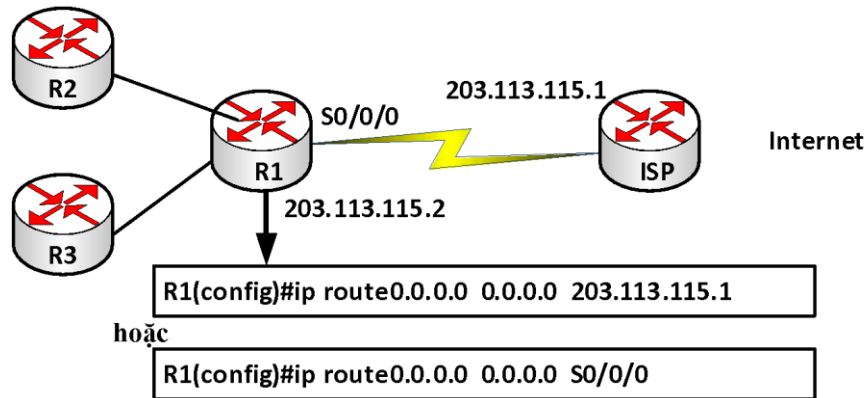 R2
S0/0/0
203.113.115.1
R1
ISP
Internet
R3
203.113.115.2
R1(config)#ip route0.0.0.0 0.0.0.0 203.113.115.1
hoặc
R1(config)#ip route0.0.0.0 0.0.0.0 S0/0/0